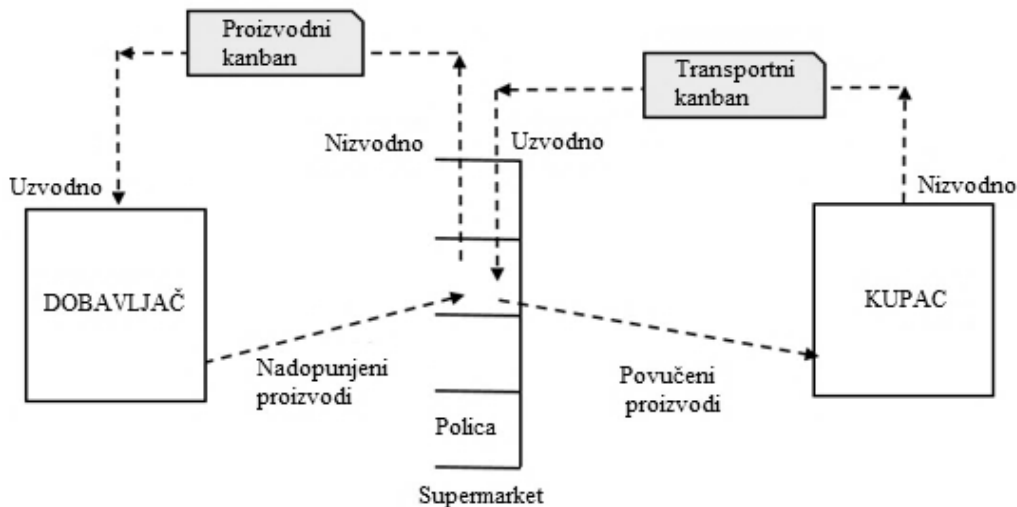 Proizvodni
kanban
Transportni
kanban
Nizvodno
Uzvodno
Uzvodno
Nizvodno
DOBAVLJAČ
KUPAC
Nadopunjeni
proizvodi
Povučeni
proizvodi
Polica
Supermarket